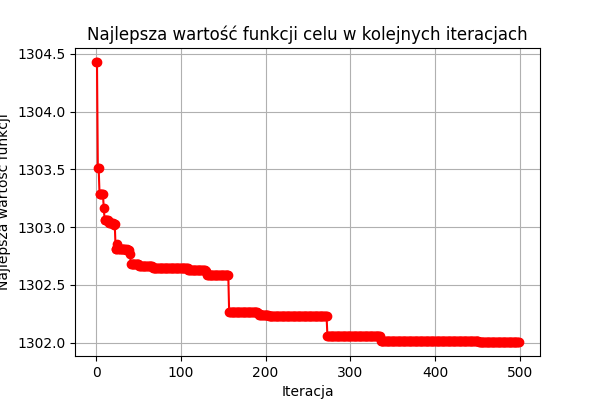 Najlepsza wartość funkcji celu w kolejnych iteracjach
Najlepsza wartość funkcji
1304.5
1304.0
1303.5
1303.0
1302.5
1302.0
0 100 200 300 400 500
Iteracja